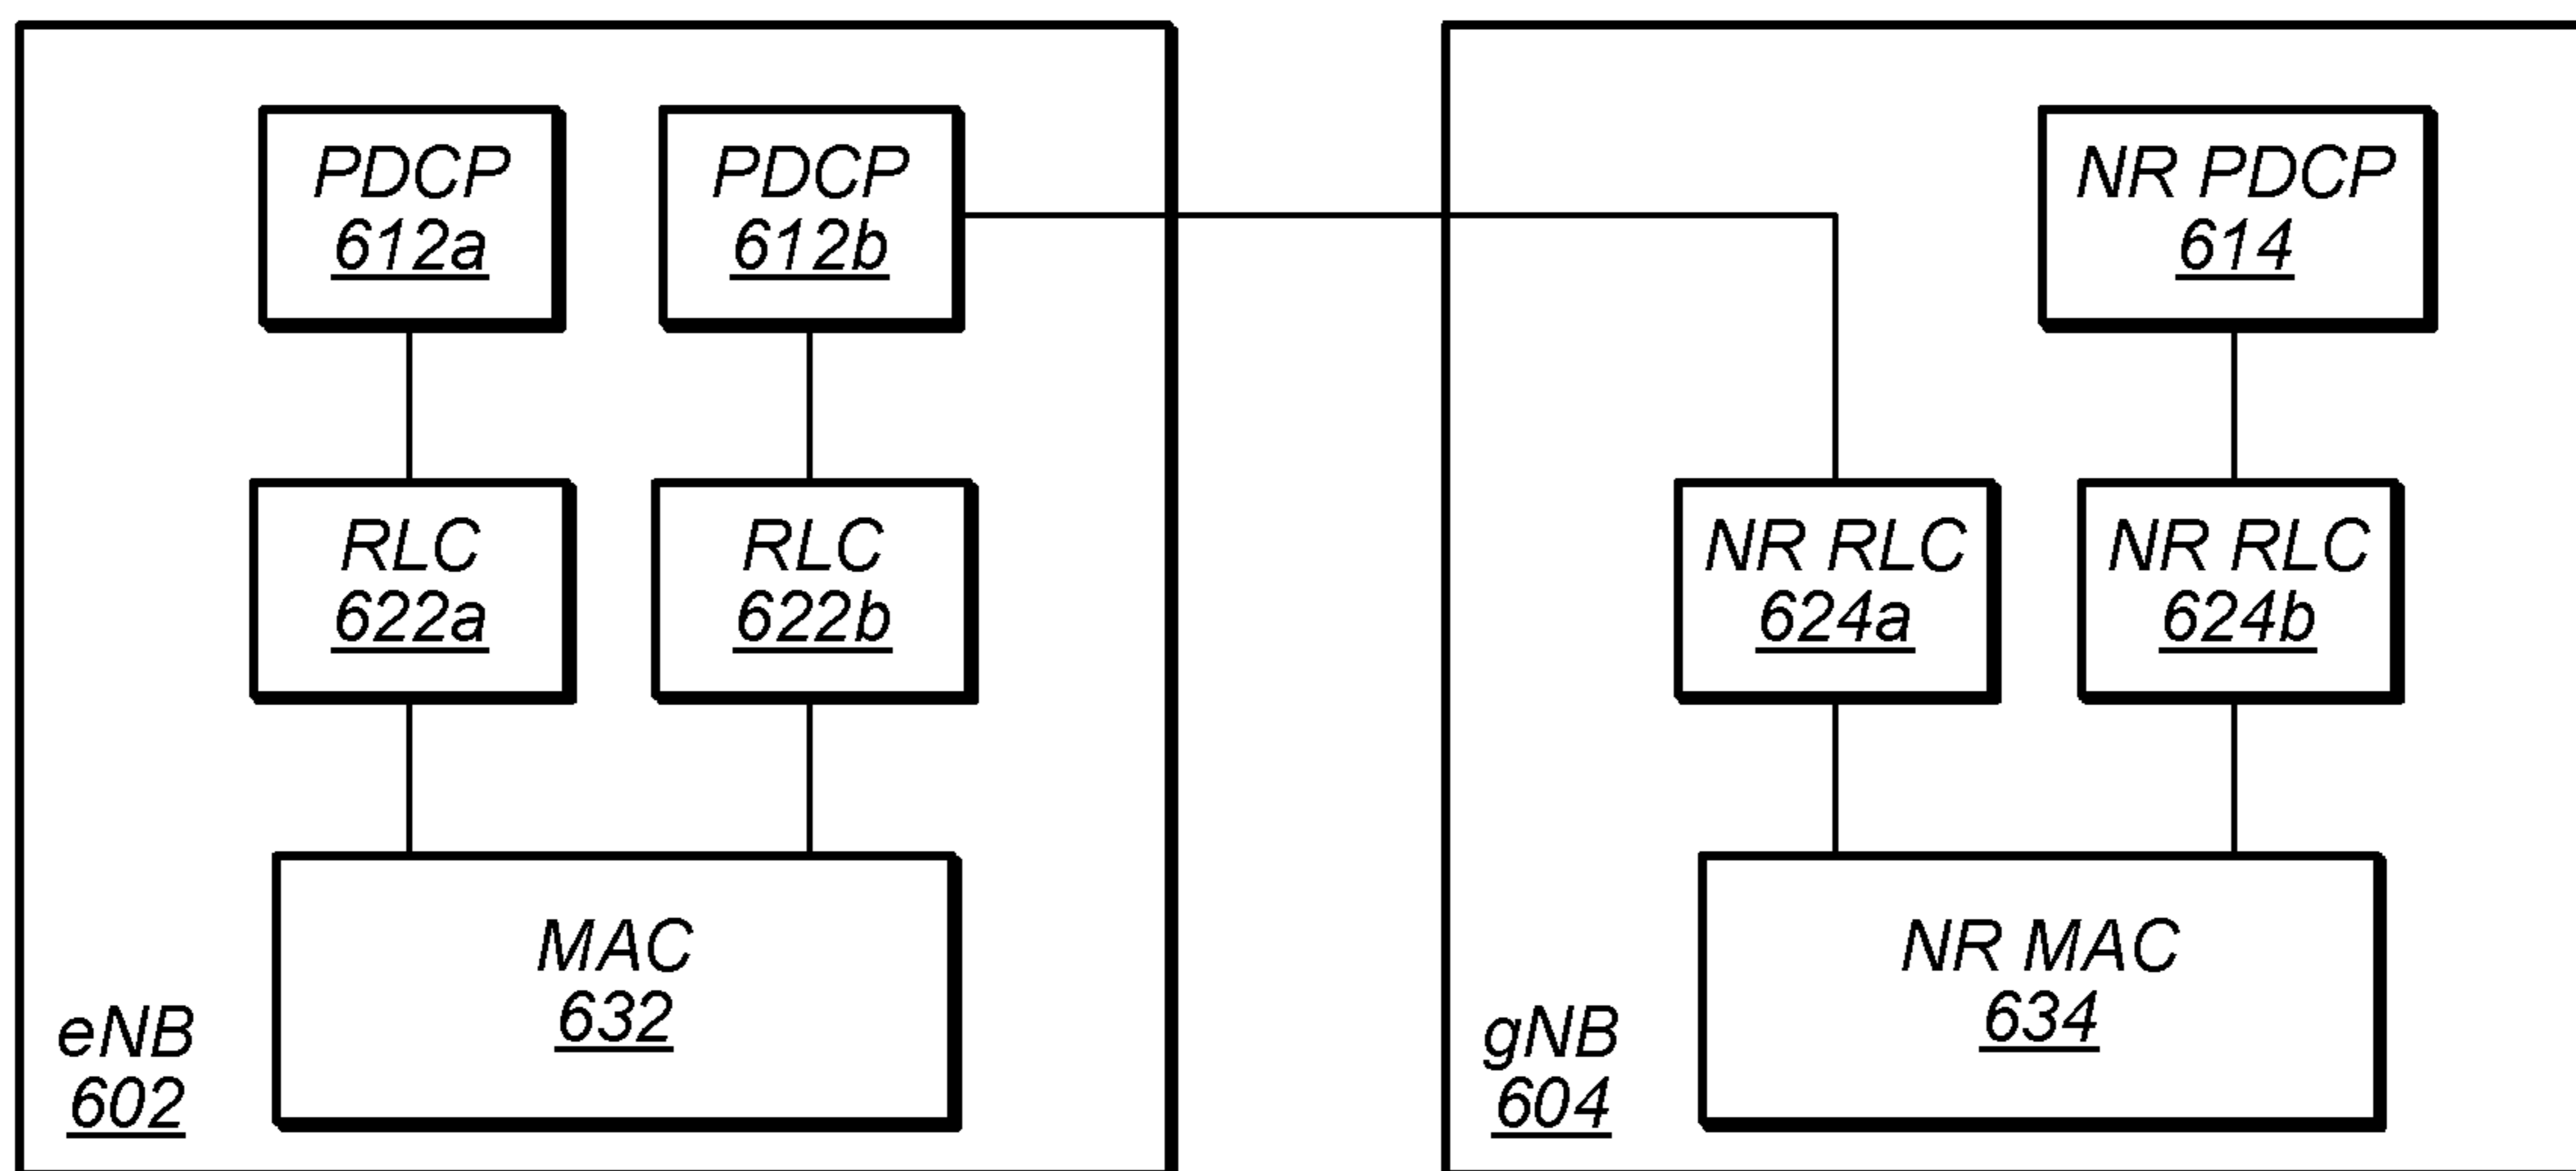 PDCP
612a
PDCP
612b
NR PDCP
614
RLC
622a
RLC
622b
NR RLC
624a
NR RLC
624b
MAC
632
NR MAC
634
eNB
602
gNB
604